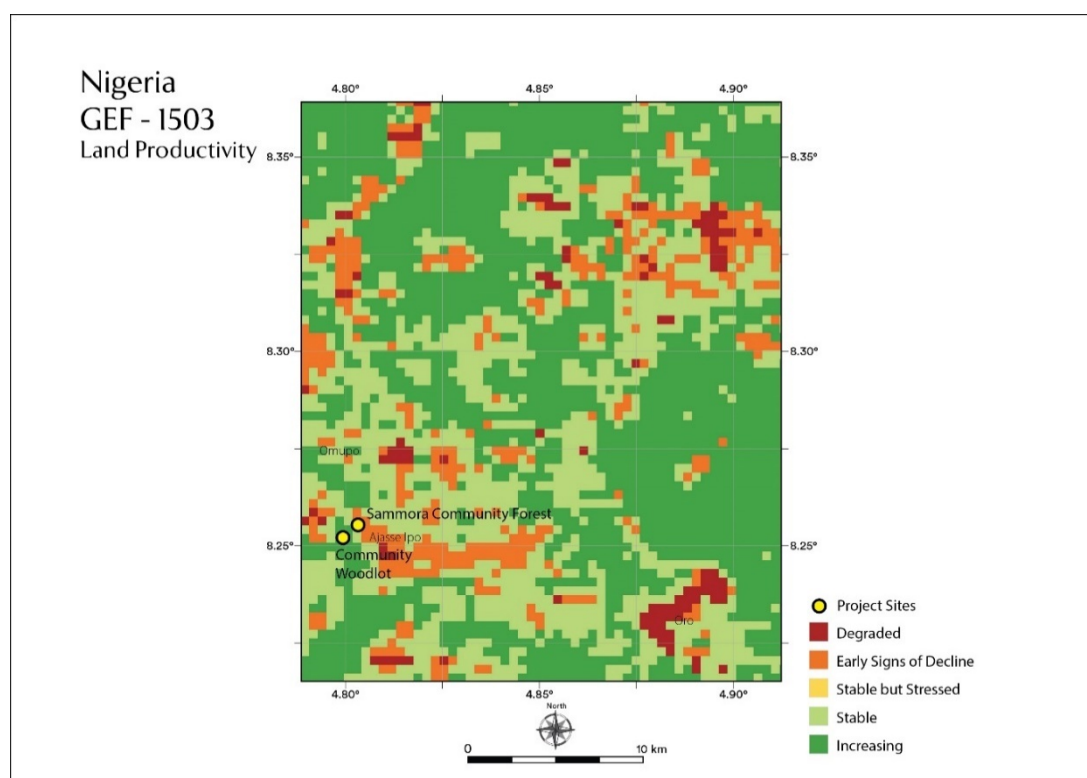 Nigeria
GEF - 1503
Land Productivity
4.80°
4.85°
4.90°
8.35°
8.35°
8.30°
8.30°
Omupo
Sammora Community Forest
Ajasse Ipo
8.25°
8.25°
Community
Woodlot
Oro
4.80°
4.85°
4.90°
North
0
10 km
Project Sites
Degraded
Early Signs of Decline
Stable but Stressed
Stable
Increasing